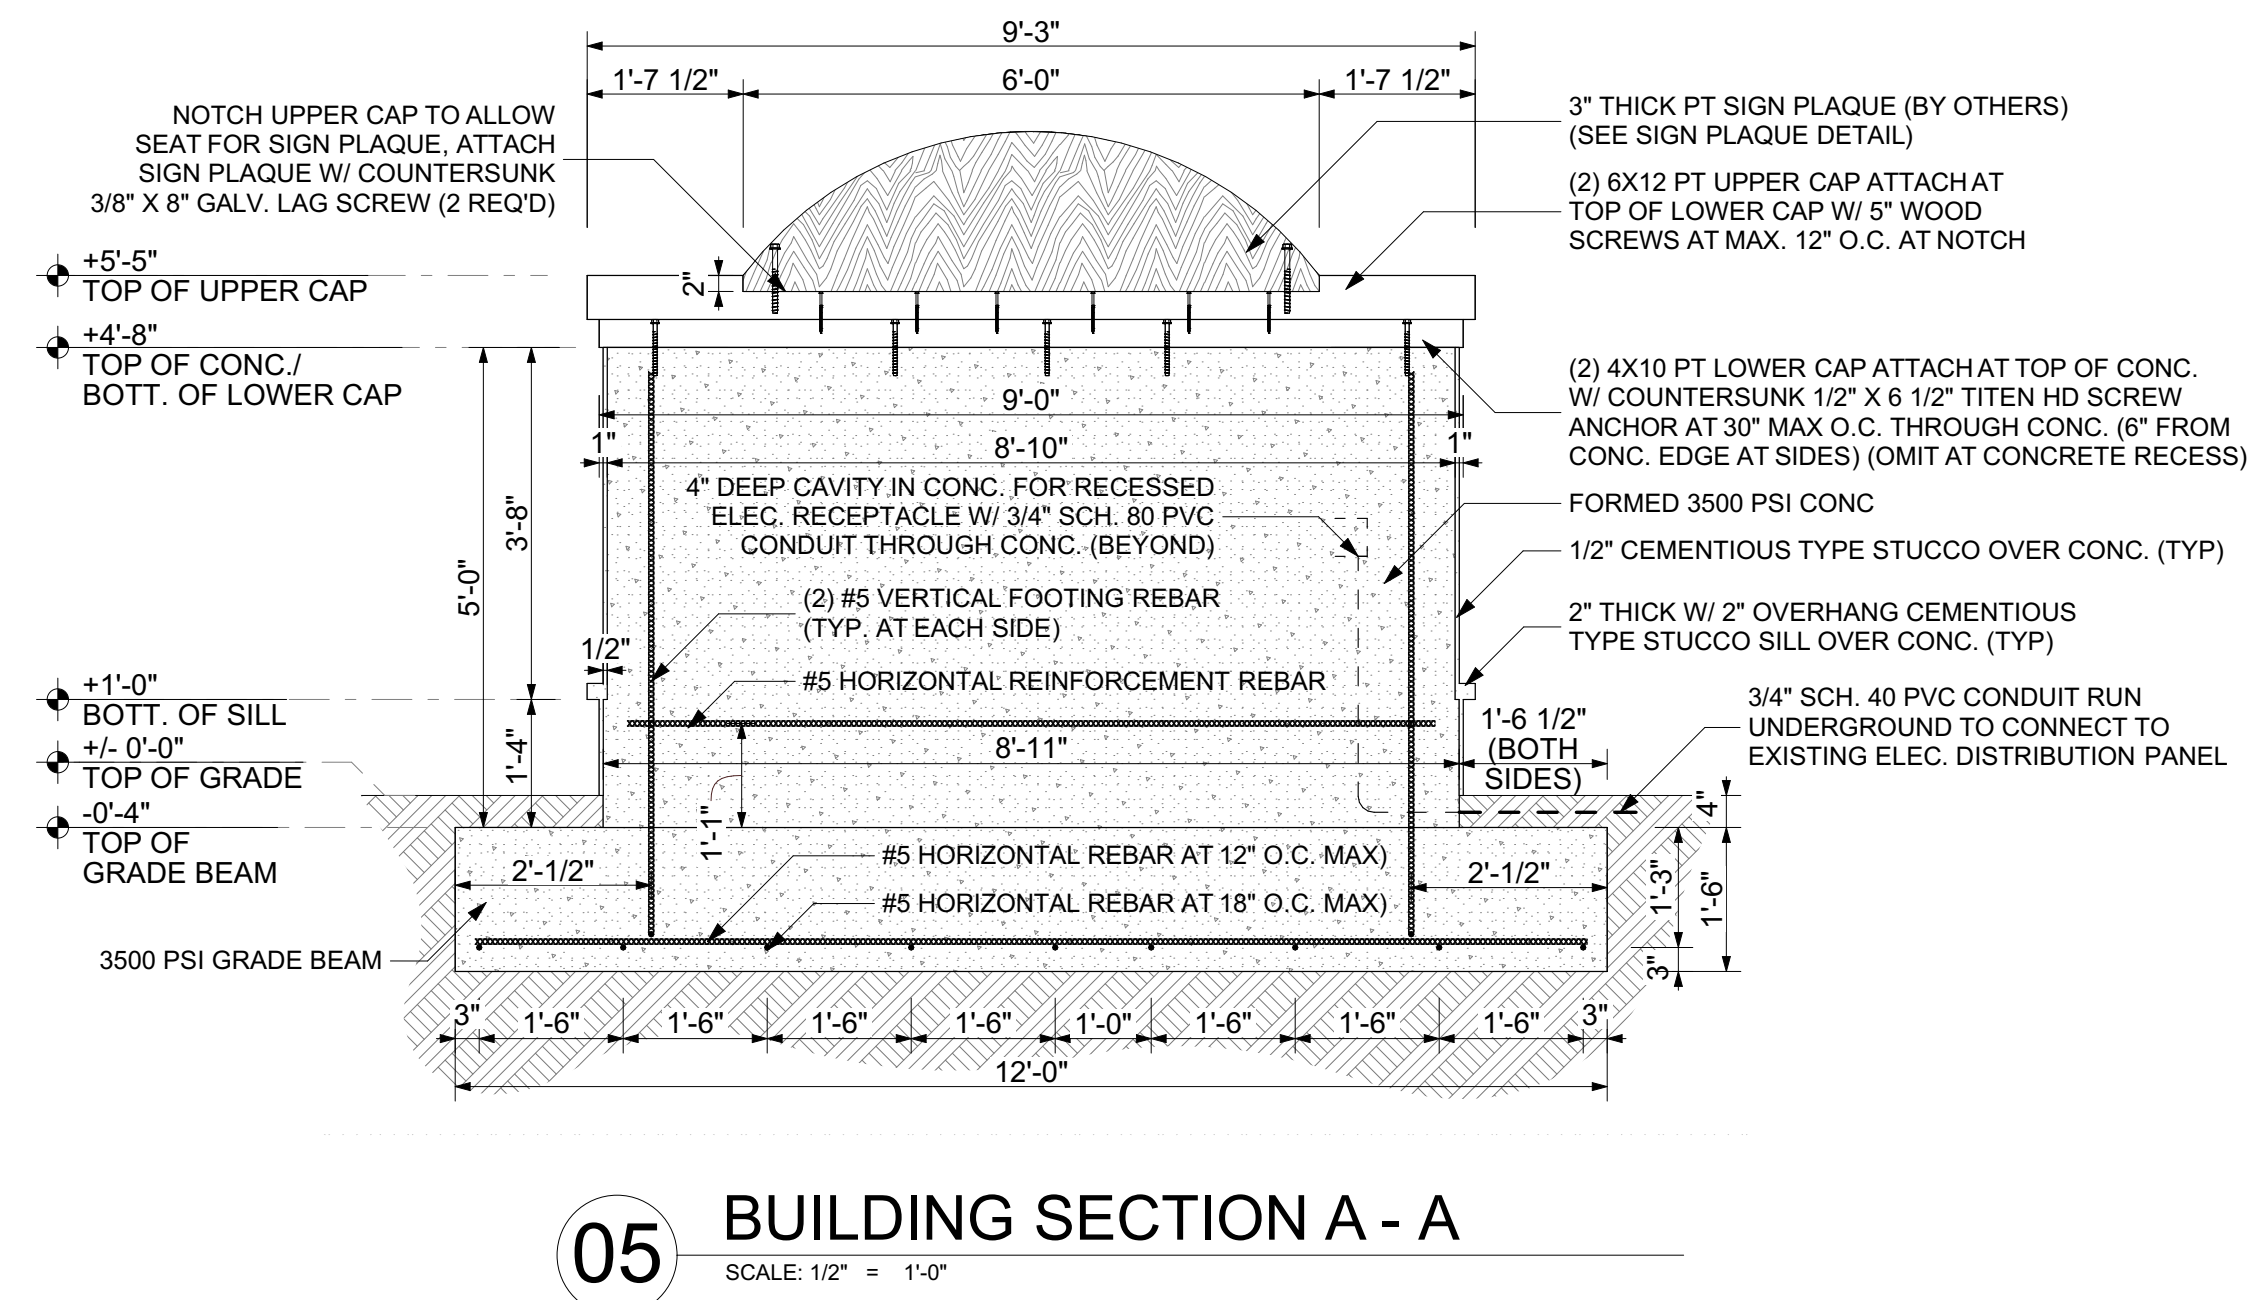 9'-3"
1'-7 1/2"
6'-0"
1'-7 1/2"
NOTCH UPPER CAP TO ALLOW
SEAT FOR SIGN PLAQUE, ATTACH
SIGN PLAQUE W/ COUNTERSUNK
3/8" X 8" GALV. LAG SCREW (2 REQ'D)
3" THICK PT SIGN PLAQUE (BY OTHERS)
(SEE SIGN PLAQUE DETAIL)
(2) 6X12 PT UPPER CAP ATTACH AT
TOP OF LOWER CAP W/ 5" WOOD
SCREWS AT MAX. 12" O.C. AT NOTCH
+5'-5"
TOP OF UPPER CAP
2"
+4'-8"
TOP OF CONC./
BOTT. OF LOWER CAP
(2) 4X10 PT LOWER CAP ATTACH AT TOP OF CONC.
W/ COUNTERSUNK 1/2" X 6 1/2" TITEN HD SCREW
ANCHOR AT 30" MAX O.C. THROUGH CONC. (6" FROM
CONC. EDGE AT SIDES) (OMIT AT CONCRETE RECESS)
9'-0"
1"
8'-10"
1"
4" DEEP CAVITY IN CONC. FOR RECESSED
ELEC. RECEPTACLE W/ 3/4" SCH. 80 PVC
CONDUIT THROUGH CONC. (BEYOND)
FORMED 3500 PSI CONC
1/2" CEMENTIOUS TYPE STUCCO OVER CONC. (TYP)
3'-8"
5'-0"
(2) #5 VERTICAL FOOTING REBAR
(TYP. AT EACH SIDE)
2" THICK W/ 2" OVERHANG CEMENTIOUS
TYPE STUCCO SILL OVER CONC. (TYP)
1/2"
#5 HORIZONTAL REINFORCEMENT REBAR
+1'-0"
BOTT. OF SILL
+/- 0'-0"
TOP OF GRADE
-0'-4"
TOP OF
GRADE BEAM
1'-4"
8'-11"
1'-6 1/2"
(BOTH
SIDES)
3/4" SCH. 40 PVC CONDUIT RUN
UNDERGROUND TO CONNECT TO
EXISTING ELEC. DISTRIBUTION PANEL
1'-1"
4"
#5 HORIZONTAL REBAR AT 12" O.C. MAX)
2'-1/2"
2'-1/2"
#5 HORIZONTAL REBAR AT 18" O.C. MAX)
1'-3"
1'-6"
3"
3500 PSI GRADE BEAM
3"
1'-6"
1'-6"
1'-6"
1'-6"
1'-0"
1'-6"
1'-6"
1'-6"
3"
12'-0"
05
BUILDING SECTION A - A
SCALE: 1/2" = 1'-0"